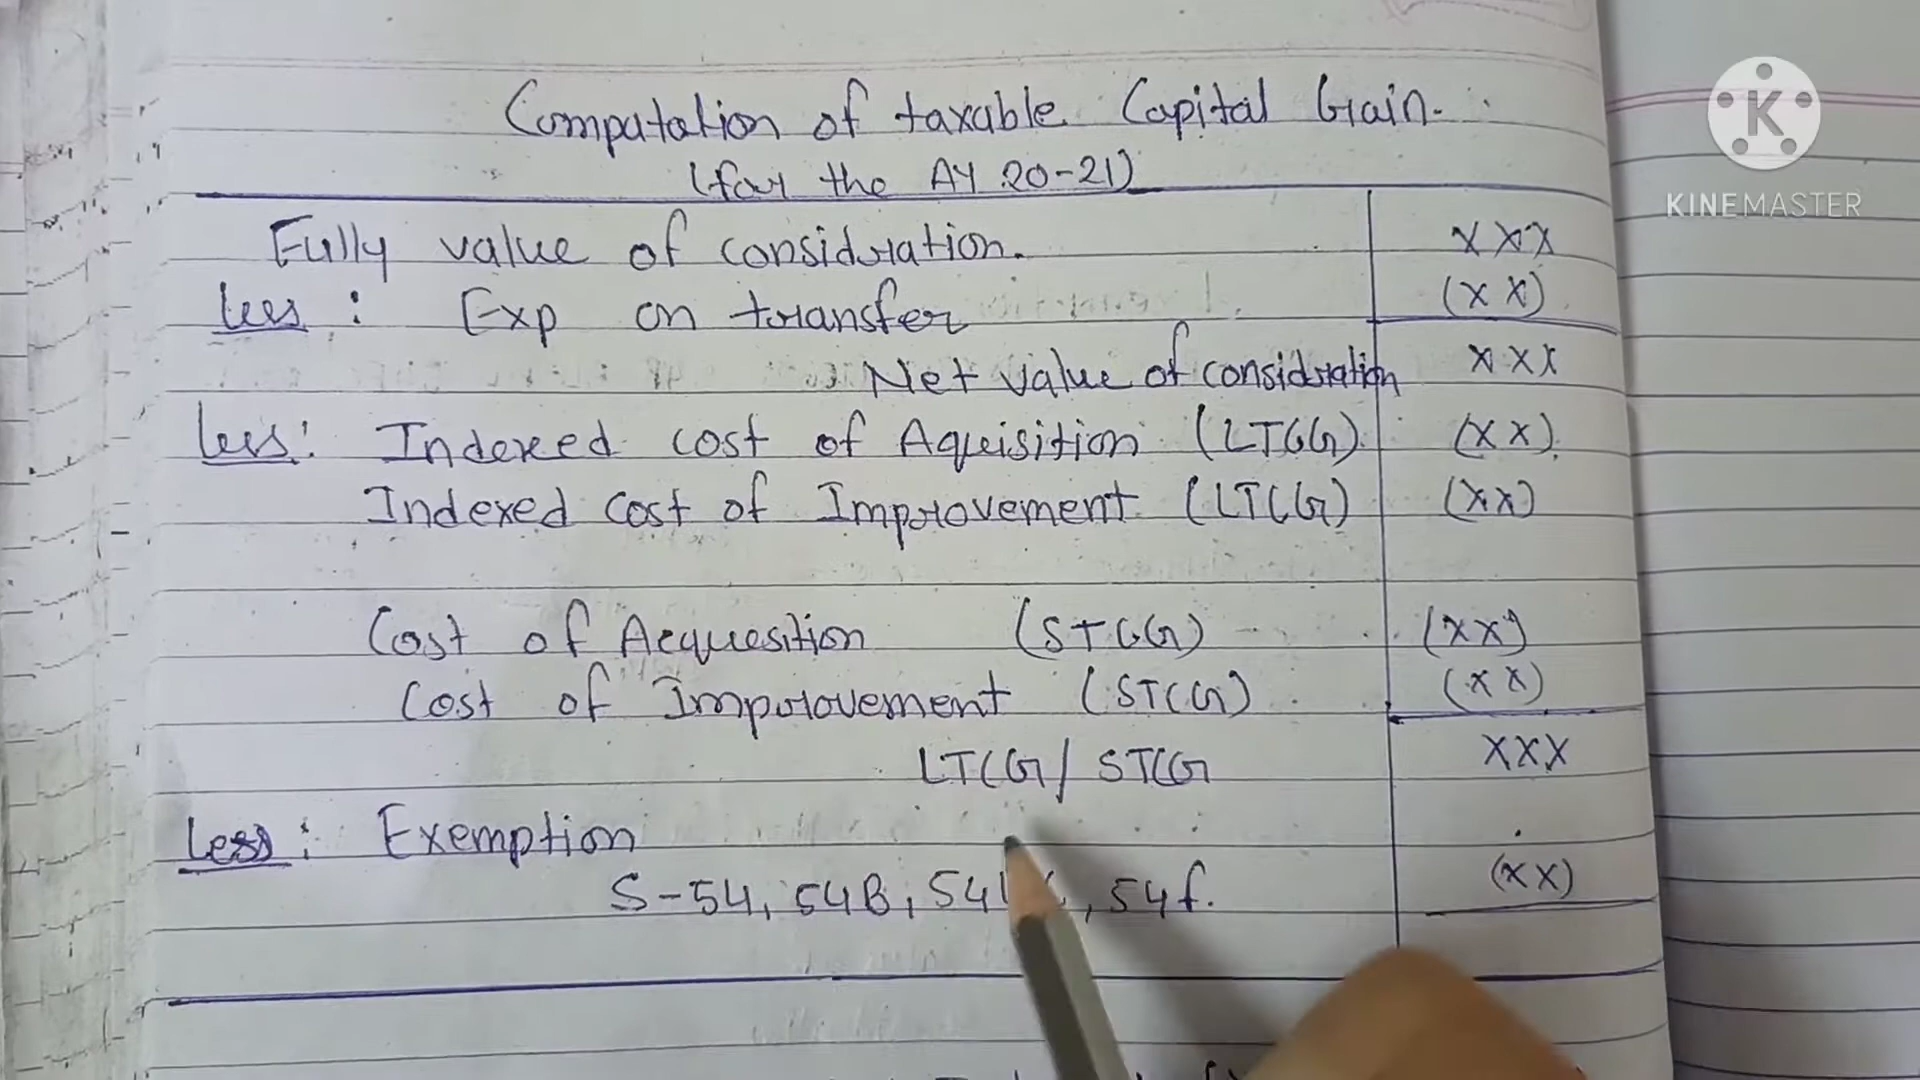 Computation of taxable Capital Gain.
(for the AY 20-21)
Fully value of considration. XXX
Less: Exp on transfer (XX)
Net value of considration XXX
Less: Indexed cost of Aquisition (LTCG) (XX)
Indexed cost of Improvement (LTCG) (XX)
Cost of Acquesition (STCG) (XX)
Cost of Improvement (STCG) (XX)
LTCG/STCG XXX
Less: Exemption
S-54, 54B, 54f. (XX)
K
KINEMASTER